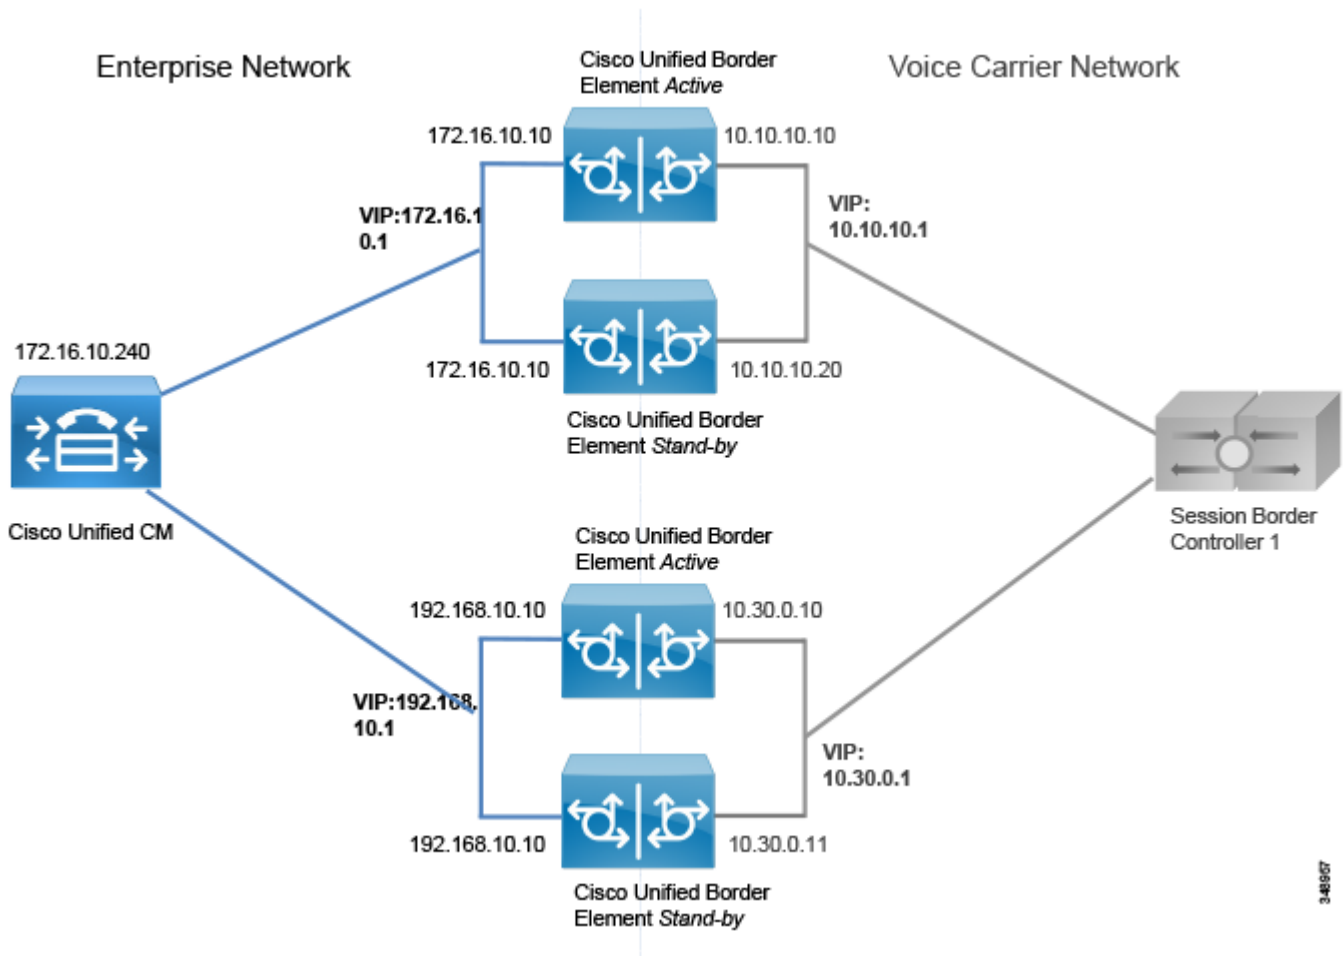 Enterprise Network
Cisco Unified Border
Element Active
Voice Carrier Network
172.16.10.10
10.10.10.10
VIP:172.16.1
0.1
VIP:
10.10.10.1
172.16.10.240
172.16.10.10
10.10.10.20
Cisco Unified Border
Element Stand-by
Cisco Unified CM
Session Border
Controller 1
Cisco Unified Border
Element Active
192.168.10.10
10.30.0.10
VIP:192.168.
10.1
VIP:
10.30.0.1
192.168.10.10
10.30.0.11
Cisco Unified Border
Element Stand-by
348957